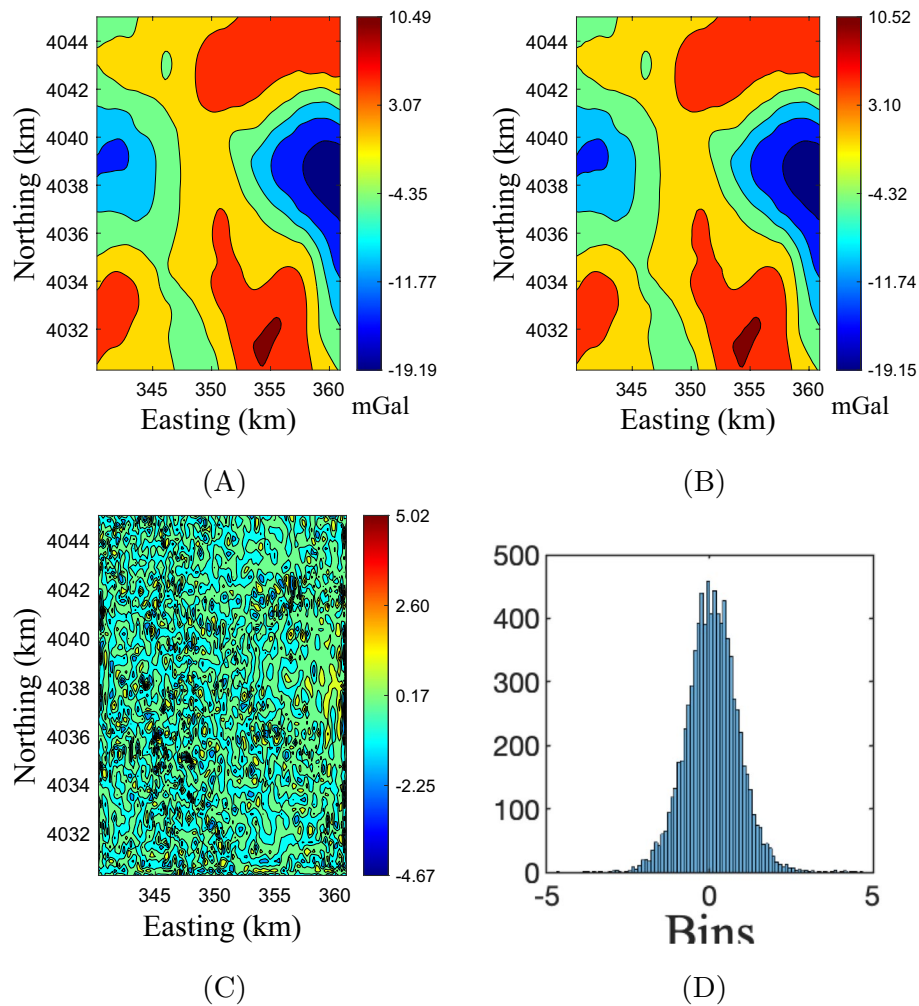 10.49
3.07
-4.35
-11.77
-19.19
mGal
4044
4042
4040
4038
4036
4034
4032
Northing (km)
345 350 355 360
Easting (km)
(A)
10.52
3.10
-4.32
-11.74
-19.15
mGal
4044
4042
4040
4038
4036
4034
4032
Northing (km)
345 350 355 360
Easting (km)
(B)
5.02
2.60
0.17
-2.25
-4.67
4044
4042
4040
4038
4036
4034
4032
Northing (km)
345 350 355 360
Easting (km)
(C)
500
400
300
200
100
0
-5 0 5
Bins
(D)